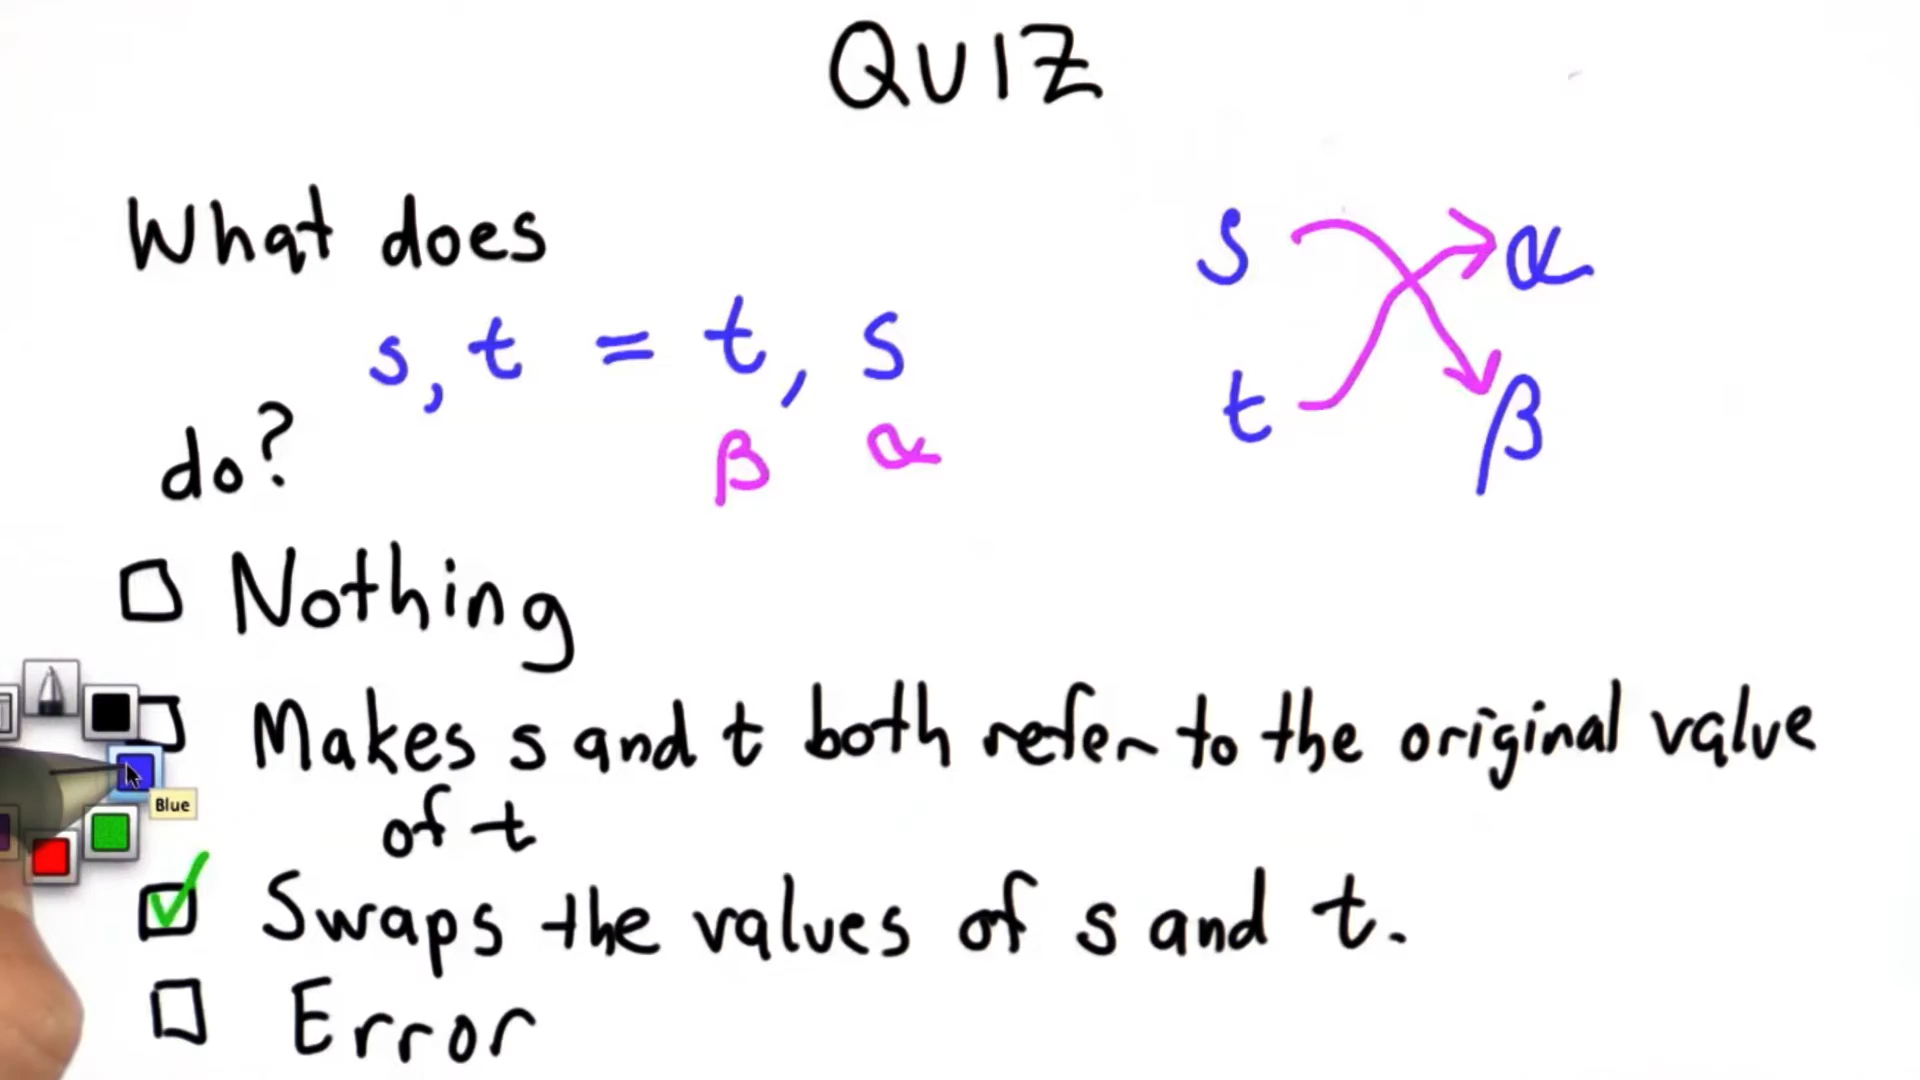 QUIZ
What does
s, t = t, s
β α
do?
s α
t β
Nothing
Makes s and t both refer to the original value
of t
Blue
Swaps the values of s and t.
Error